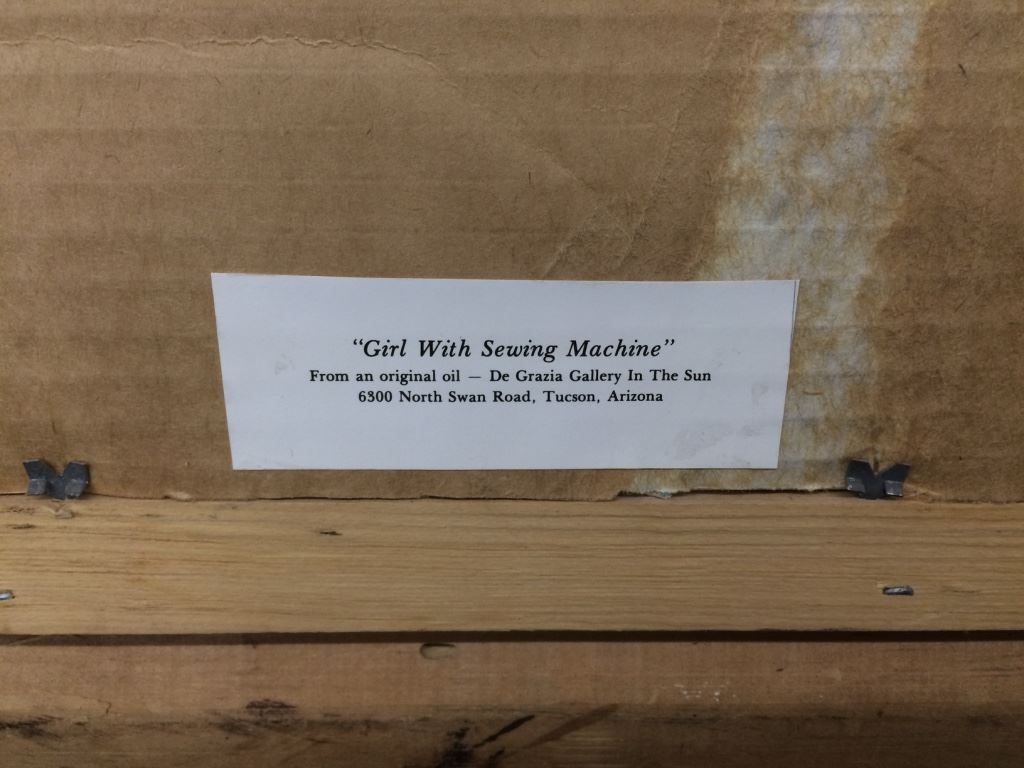 “Girl With Sewing Machine”
From an original oil — De Grazia Gallery In The Sun
6300 North Swan Road, Tucson, Arizona